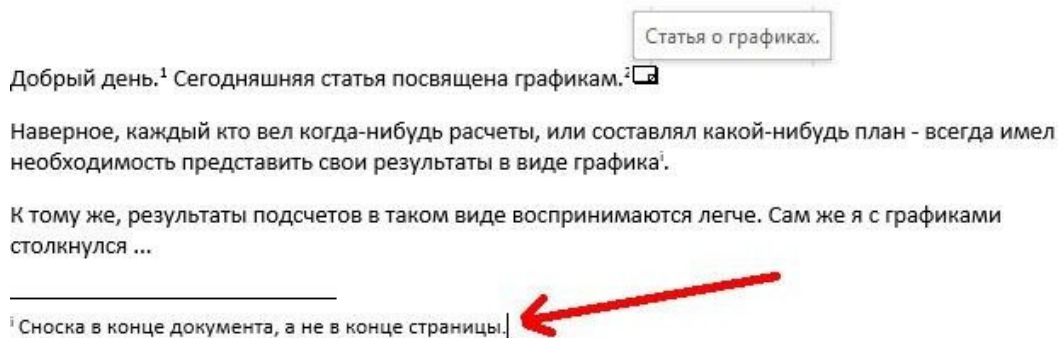 Статья о графиках.
Добрый день.¹ Сегодняшняя статья посвящена графикам.²
Наверное, каждый кто вел когда-нибудь расчеты, или составлял какой-нибудь план - всегда имел
необходимость представить свои результаты в виде графикаⁱ.
К тому же, результаты подсчетов в таком виде воспринимаются легче. Сам же я с графиками
столкнулся ...
ⁱ Сноска в конце документа, а не в конце страницы.